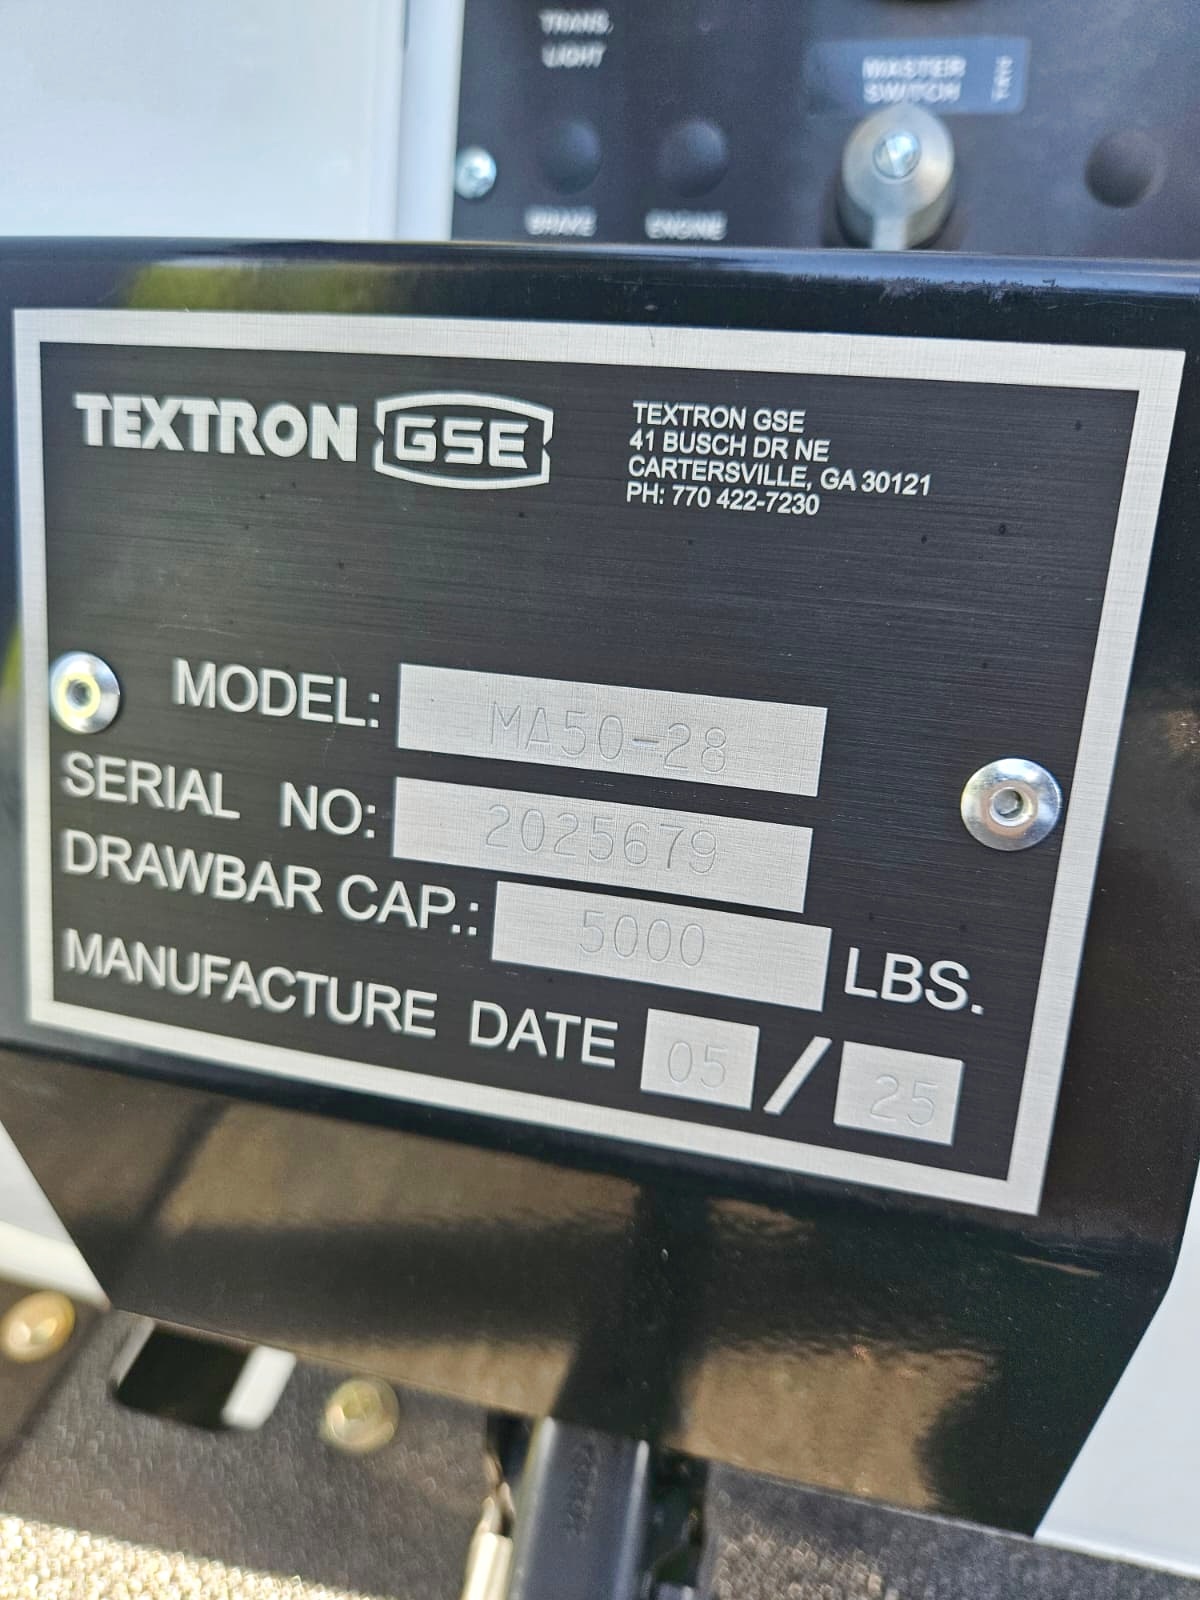 TRANS.
LIGHT
MASTER
SWITCH
BRAKE
ENGINE
TEXTRON GSE
TEXTRON GSE
41 BUSCH DR NE
CARTERSVILLE, GA 30121
PH: 770 422-7230
MODEL: MA50-28
SERIAL NO: 2025679
DRAWBAR CAP.: 5000 LBS.
MANUFACTURE DATE 05 / 25